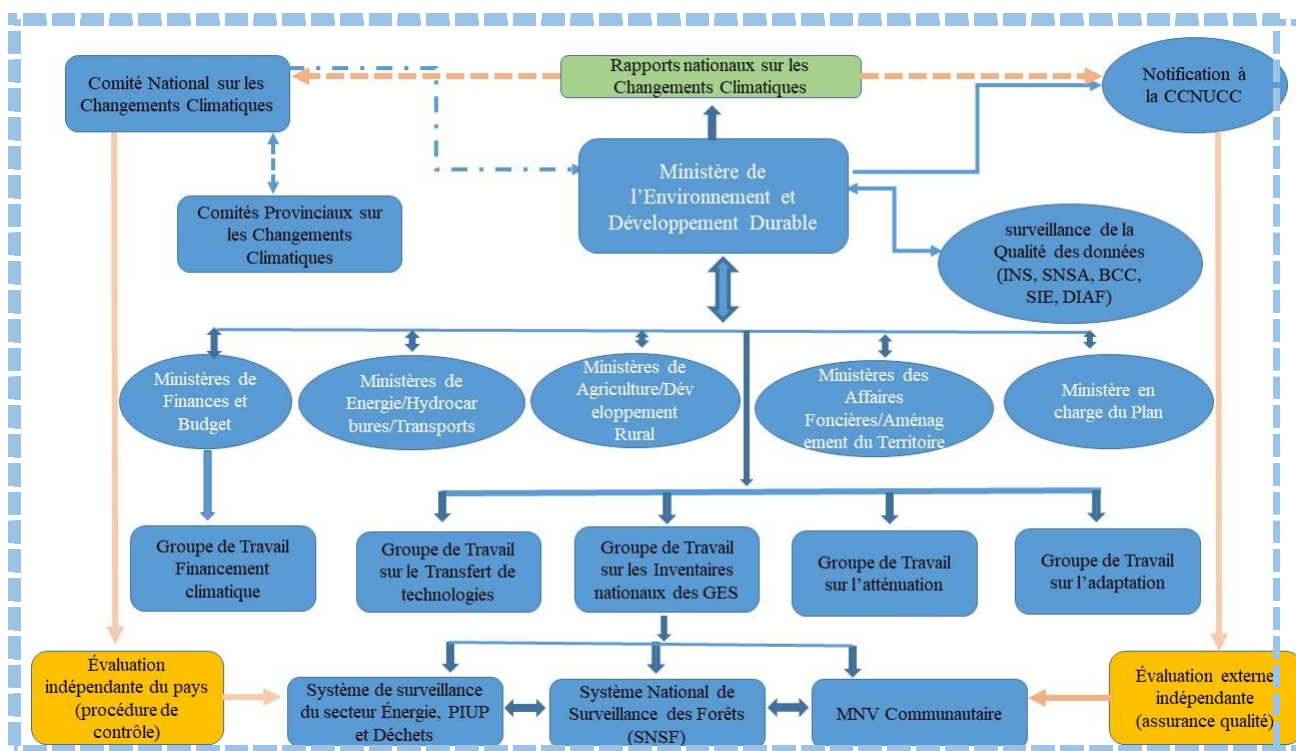 Comité National sur les
Changements Climatiques
Rapports nationaux sur les
Changements Climatiques
Notification à
la CCNUCC
Ministère de
l’Environnement et
Développement Durable
Comités Provinciaux sur
les Changements
Climatiques
surveillance de la
Qualité des données
(INS, SNSA, BCC,
SIE, DIAF)
Ministères de
Finances et
Budget
Ministères de
Energie/Hydrocar
bures/Transports
Ministères de
Agriculture/Dév
eloppement
Rural
Ministères des
Affaires
Foncières/Aménag
ement du Territoire
Ministère en
charge du Plan
Groupe de Travail
Financement
climatique
Groupe de Travail
sur le Transfert de
technologies
Groupe de Travail
sur les Inventaires
nationaux des GES
Groupe de Travail
sur l’atténuation
Groupe de Travail
sur l’adaptation
Évaluation
indépendante du pays
(procédure de
contrôle)
Système de surveillance
du secteur Énergie, PIUP
et Déchets
Système National de
Surveillance des Forêts
(SNSF)
MNV Communautaire
Évaluation externe
indépendante
(assurance qualité)